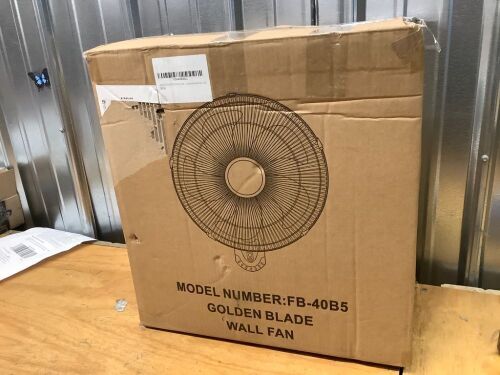 MODEL NUMBER:FB-40B5
GOLDEN BLADE
WALL FAN